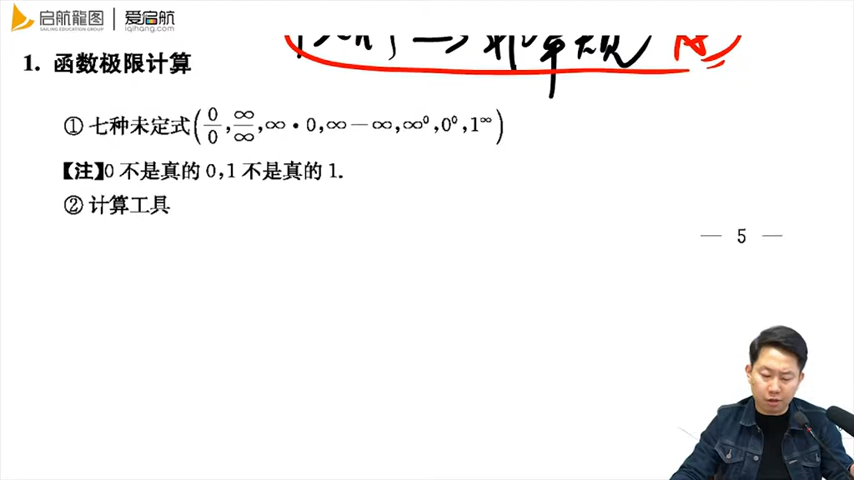 启航龍图 爱启航
SAILING EDUCATION GROUP iqihang.com
1. 函数极限计算
①七种未定式(0/0,∞/∞,∞·0,∞-∞,∞⁰,0⁰,1^∞)
【注】0不是真的0,1不是真的1.
②计算工具
— 5 —